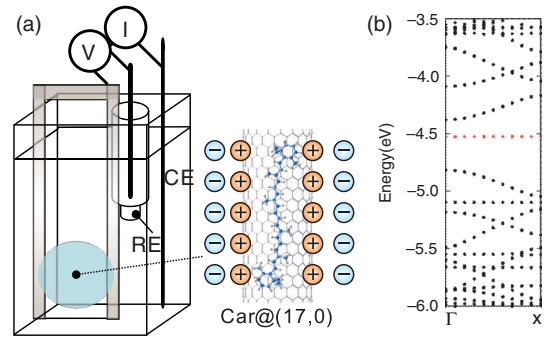 (a)
I
V
CE
RE
− + + −
− + + −
− + + −
− + + −
− + + −
Car@(17,0)
(b)
Energy(eV)
−3.5
−4.0
−4.5
−5.0
−5.5
−6.0
Γ x